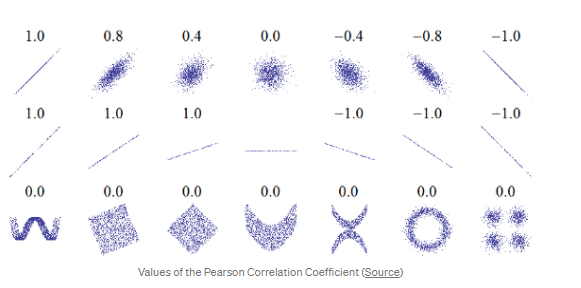 1.0 0.8 0.4 0.0 −0.4 −0.8 −1.0
1.0 1.0 1.0 −1.0 −1.0 −1.0
0.0 0.0 0.0 0.0 0.0 0.0 0.0
Values of the Pearson Correlation Coefficient (Source)